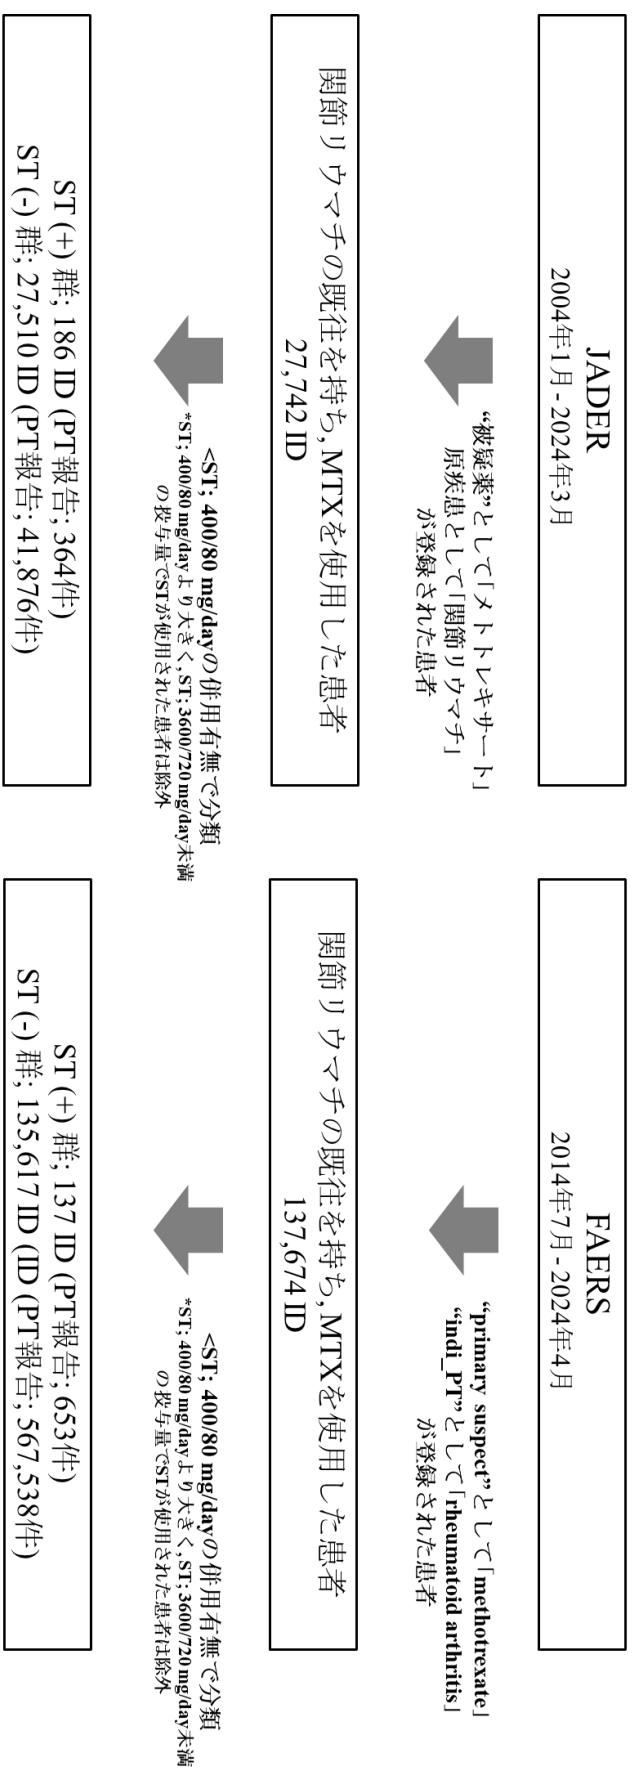 JADER
2004年1月 - 2024年3月
“被疑薬”として「メトトレキサート」
原疾患として「関節リウマチ」
が登録された患者
関節リウマチの既往を持ち, MTXを使用した患者
27,742 ID
<ST; 400/80 mg/dayの併用有無で分類
*ST; 400/80 mg/dayより大きく, ST; 3600/720 mg/day未満
の投与量でSTが使用された患者は除外
ST (+) 群; 186 ID (PT報告; 364件)
ST (-) 群; 27,510 ID (PT報告; 41,876件)
FAERS
2014年7月 - 2024年4月
“primary suspect”として「methotrexate」
“indi_PT”として「rheumatoid arthritis」
が登録された患者
関節リウマチの既往を持ち, MTXを使用した患者
137,674 ID
<ST; 400/80 mg/dayの併用有無で分類
*ST; 400/80 mg/dayより大きく, ST; 3600/720 mg/day未満
の投与量でSTが使用された患者は除外
ST (+) 群; 137 ID (PT報告; 653件)
ST (-) 群; 135,617 ID (ID (PT報告; 567,538件)